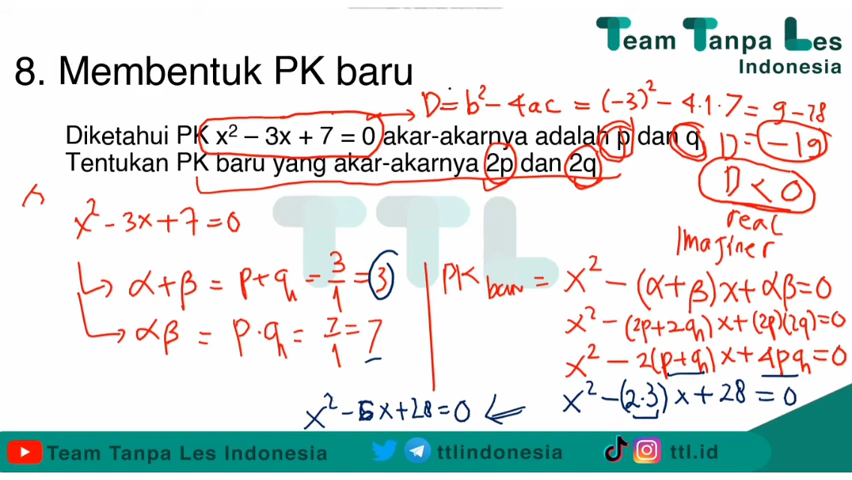 Team Tanpa Les
Indonesia
8. Membentuk PK baru
D = b² - 4ac = (-3)² - 4.1.7 = 9 - 28
Diketahui PK x² – 3x + 7 = 0 akar-akarnya adalah p dan q
D = -19
Tentukan PK baru yang akar-akarnya 2p dan 2q
D < 0
real
Imajiner
x² - 3x + 7 = 0
α + β = p + q = 3/1 = 3
αβ = p . q = 7/1 = 7
PK baru = x² - (α + β)x + αβ = 0
x² - (2p + 2q)x + (2p)(2q) = 0
x² - 2(p + q)x + 4pq = 0
x² - (2.3)x + 28 = 0
x² - 6x + 28 = 0
TTL
Team Tanpa Les Indonesia
ttlindonesia
ttl.id